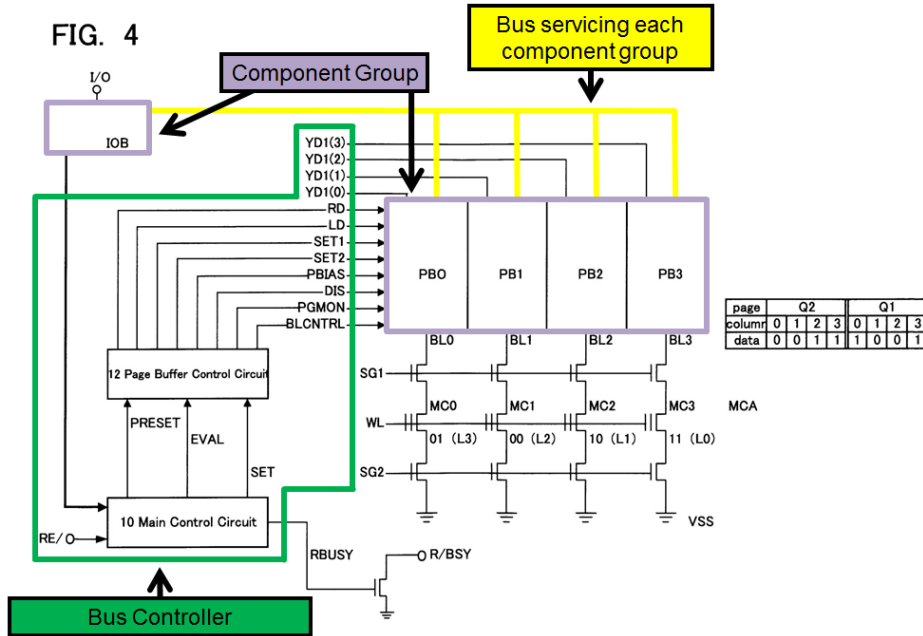 FIG. 4
Bus servicing each
component group
Component Group
I/O
IOB
YD1(3)
YD1(2)
YD1(1)
YD1(0)
RD
LD
SET1
SET2
PBIAS
DIS
PGMON
BLCNTRL
PB0 PB1 PB2 PB3
page Q2 Q1
column 0 1 2 3 0 1 2 3
data 0 0 1 1 1 0 0 1
BL0 BL1 BL2 BL3
12 Page Buffer Control Circuit
SG1
PRESET
EVAL
SET
MC0 MC1 MC2 MC3 MCA
WL
01 (L3) 00 (L2) 10 (L1) 11 (L0)
SG2
10 Main Control Circuit
VSS
RE/
RBUSY
R/BSY
Bus Controller